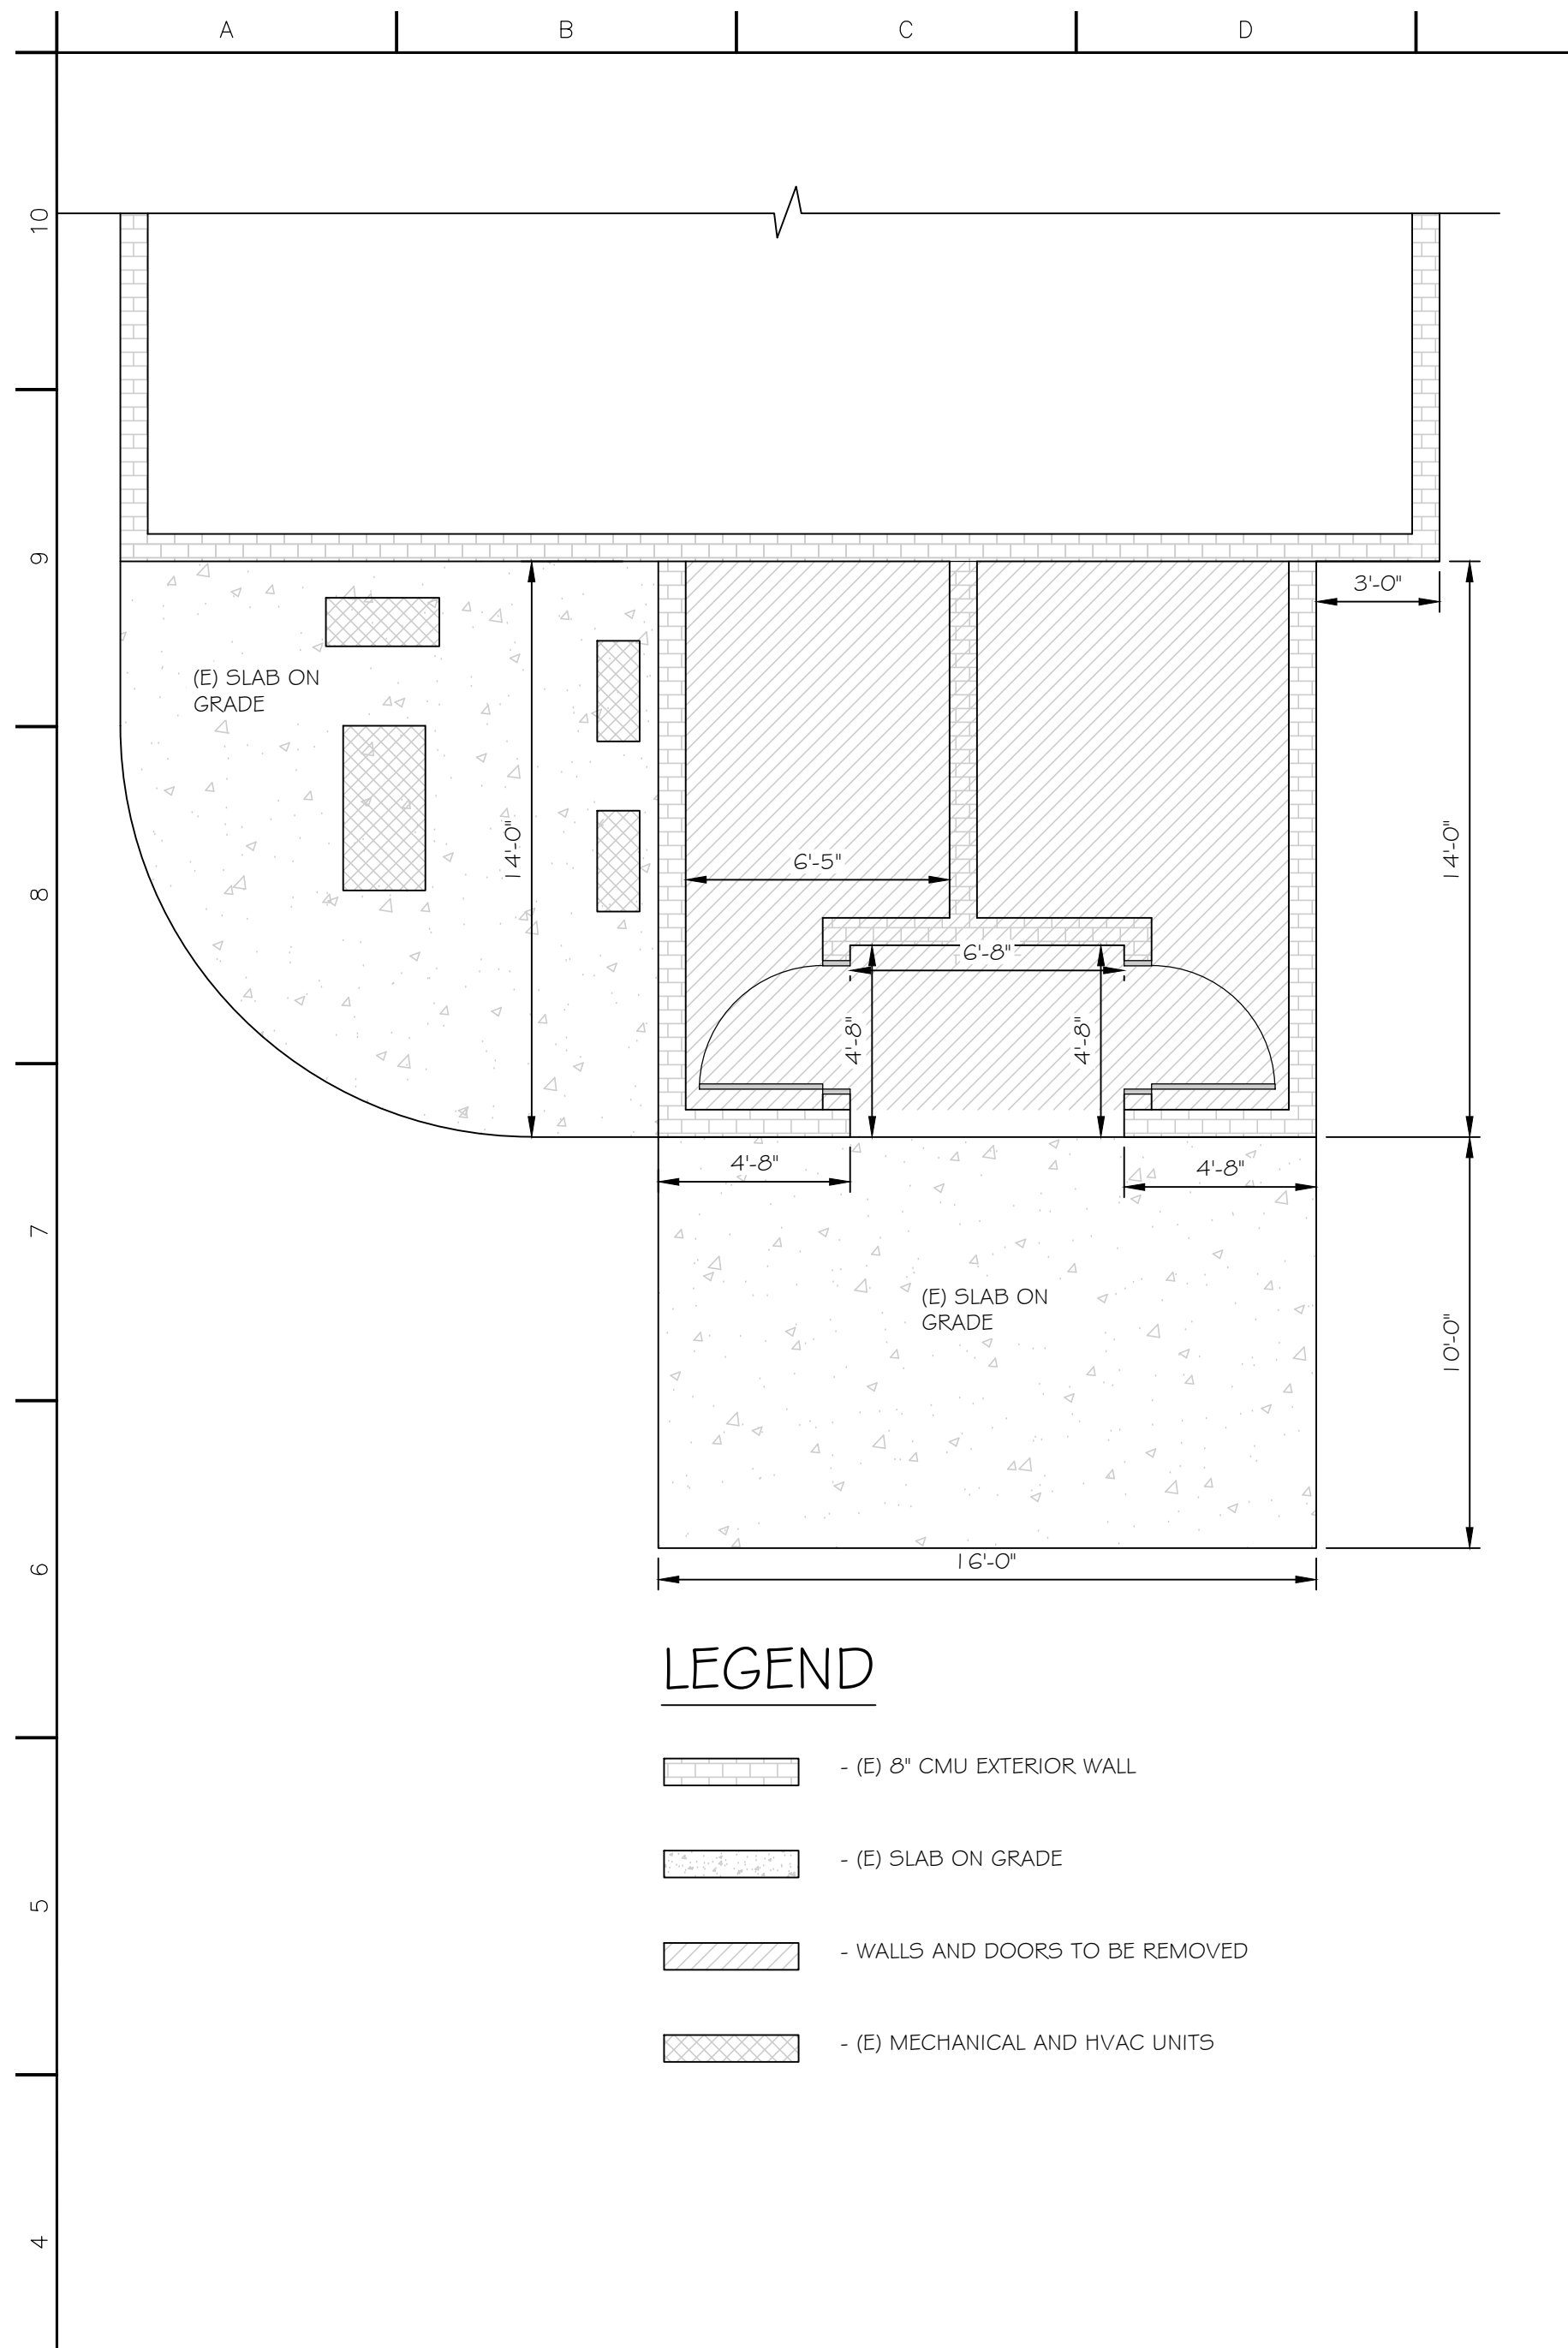 A B C D
10
9
3'-0"
(E) SLAB ON
GRADE
14'-0"
14'-0"
6'-5"
8
6'-8"
4'-8"
4'-8"
4'-8"
4'-8"
7
(E) SLAB ON
GRADE
10'-0"
16'-0"
6
LEGEND
- (E) 8" CMU EXTERIOR WALL
- (E) SLAB ON GRADE
5
- WALLS AND DOORS TO BE REMOVED
- (E) MECHANICAL AND HVAC UNITS
4